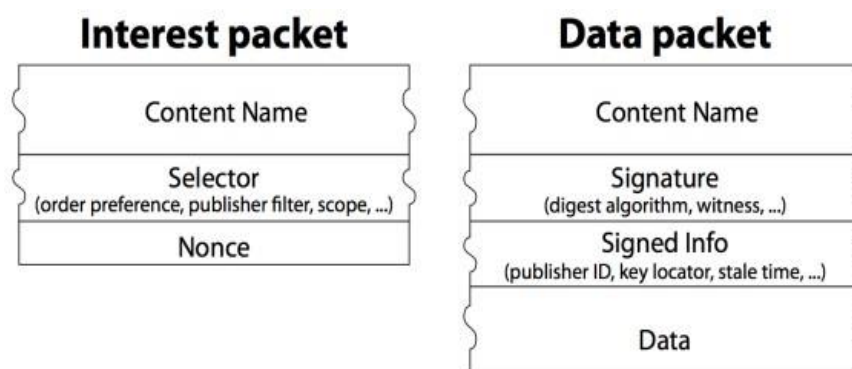 Interest packet
Content Name
Selector
(order preference, publisher filter, scope, ...)
Nonce
Data packet
Content Name
Signature
(digest algorithm, witness, ...)
Signed Info
(publisher ID, key locator, stale time, ...)
Data